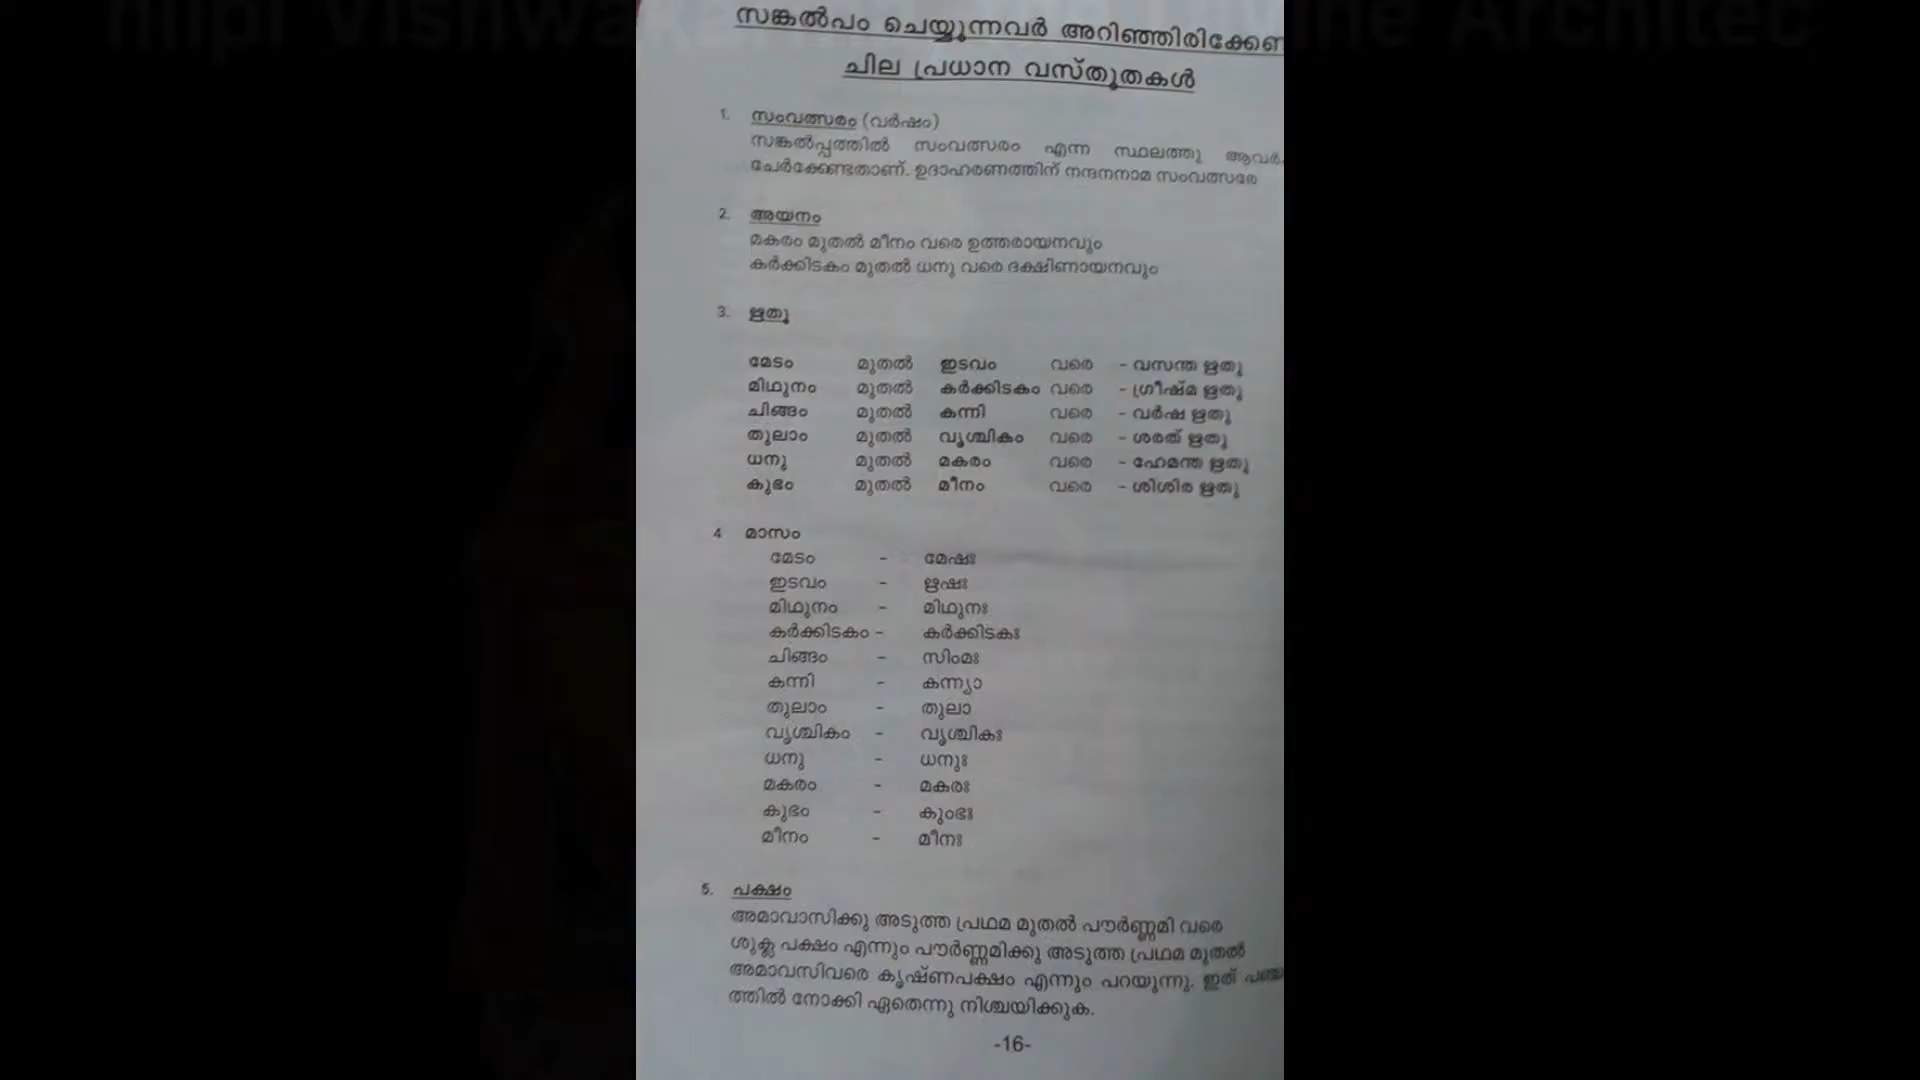 സങ്കൽപം ചെയ്യുന്നവർ
ചില പ്രധാന വസ്തുതകൾ
1. സംവത്സരം (വർഷം)
സങ്കൽപ്പത്തിൽ സംവത്സരം എന്ന സ്ഥലത്തു
ചേർക്കേണ്ടതാണ്. ഉദാഹരണത്തിന് നന്ദനനാമ സംവത്സരേ
2. അയനം
മകരം മുതൽ മീനം വരെ ഉത്തരായനവും
കർക്കിടകം മുതൽ ധനു വരെ ദക്ഷിണായനവും
3. ഋതു
മേടം മുതൽ ഇടവം വരെ - വസന്ത ഋതു
മിഥുനം മുതൽ കർക്കിടകം വരെ - ഗ്രീഷ്മ ഋതു
ചിങ്ങം മുതൽ കന്നി വരെ - വർഷ ഋതു
തുലാം മുതൽ വൃശ്ചികം വരെ - ശരത് ഋതു
ധനു മുതൽ മകരം വരെ - ഹേമന്ത ഋതു
കുഭം മുതൽ മീനം വരെ - ശിശിര ഋതു
4 മാസം
മേടം - മേഷഃ
ഇടവം - ഋഷഃ
മിഥുനം - മിഥുനഃ
കർക്കിടകം - കർക്കിടകഃ
ചിങ്ങം - സിംമഃ
കന്നി - കന്ന്യാ
തുലാം - തുലാ
വൃശ്ചികം - വൃശ്ചികഃ
ധനു - ധനുഃ
മകരം - മകരഃ
കുഭം - കുംഭഃ
മീനം - മീനഃ
5. പക്ഷം
അമാവാസിക്കു അടുത്ത പ്രഥമ മുതൽ പൗർണ്ണമി വരെ
ശുക്ല പക്ഷം എന്നും പൗർണ്ണമിക്കു അടുത്ത പ്രഥമ മുതൽ
അമാവസിവരെ കൃഷ്ണപക്ഷം എന്നും പറയുന്നു. ഇത്
ത്തിൽ നോക്കി ഏതെന്നു നിശ്ചയിക്കുക.
-16-